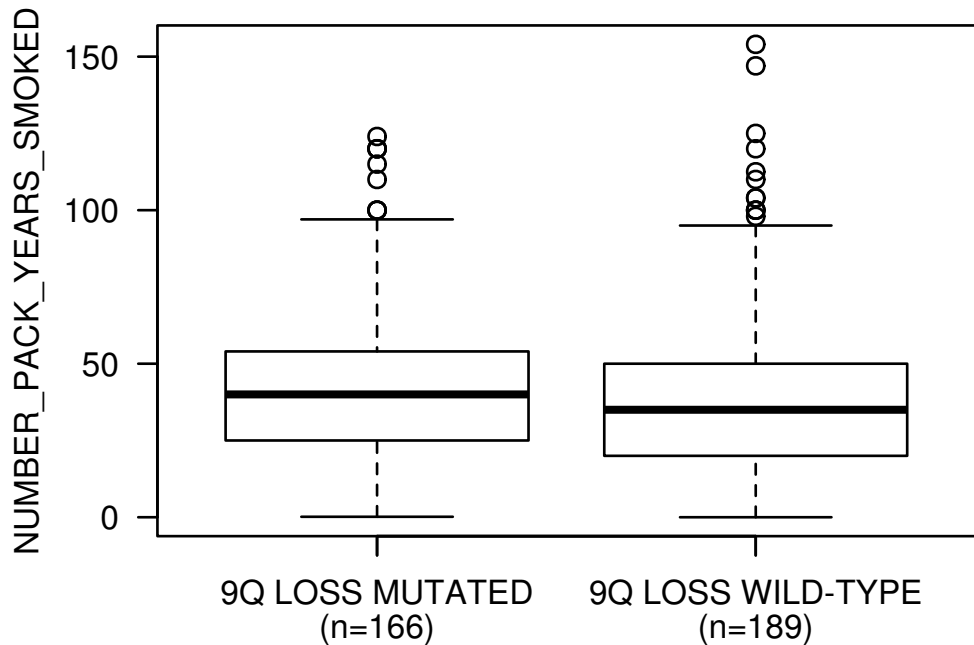 NUMBER_PACK_YEARS_SMOKED
150
100
50
0
9Q LOSS MUTATED
(n=166)
9Q LOSS WILD-TYPE
(n=189)